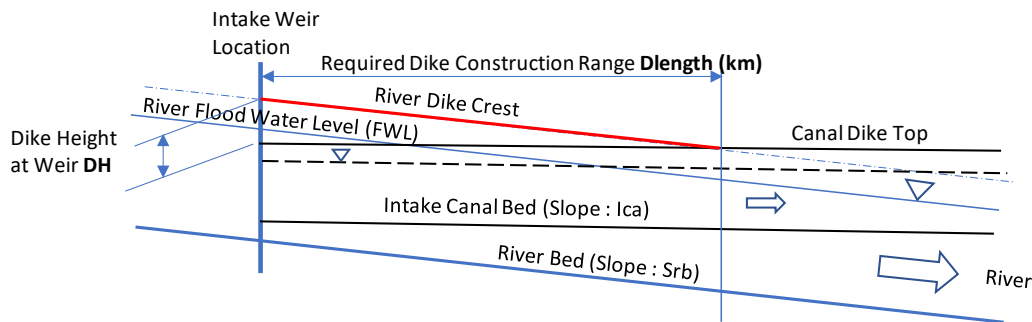 Intake Weir
Location
Required Dike Construction Range Dlength (km)
River Dike Crest
River Flood Water Level (FWL)
Canal Dike Top
Dike Height
at Weir DH
Intake Canal Bed (Slope : Ica)
River Bed (Slope : Srb)
River